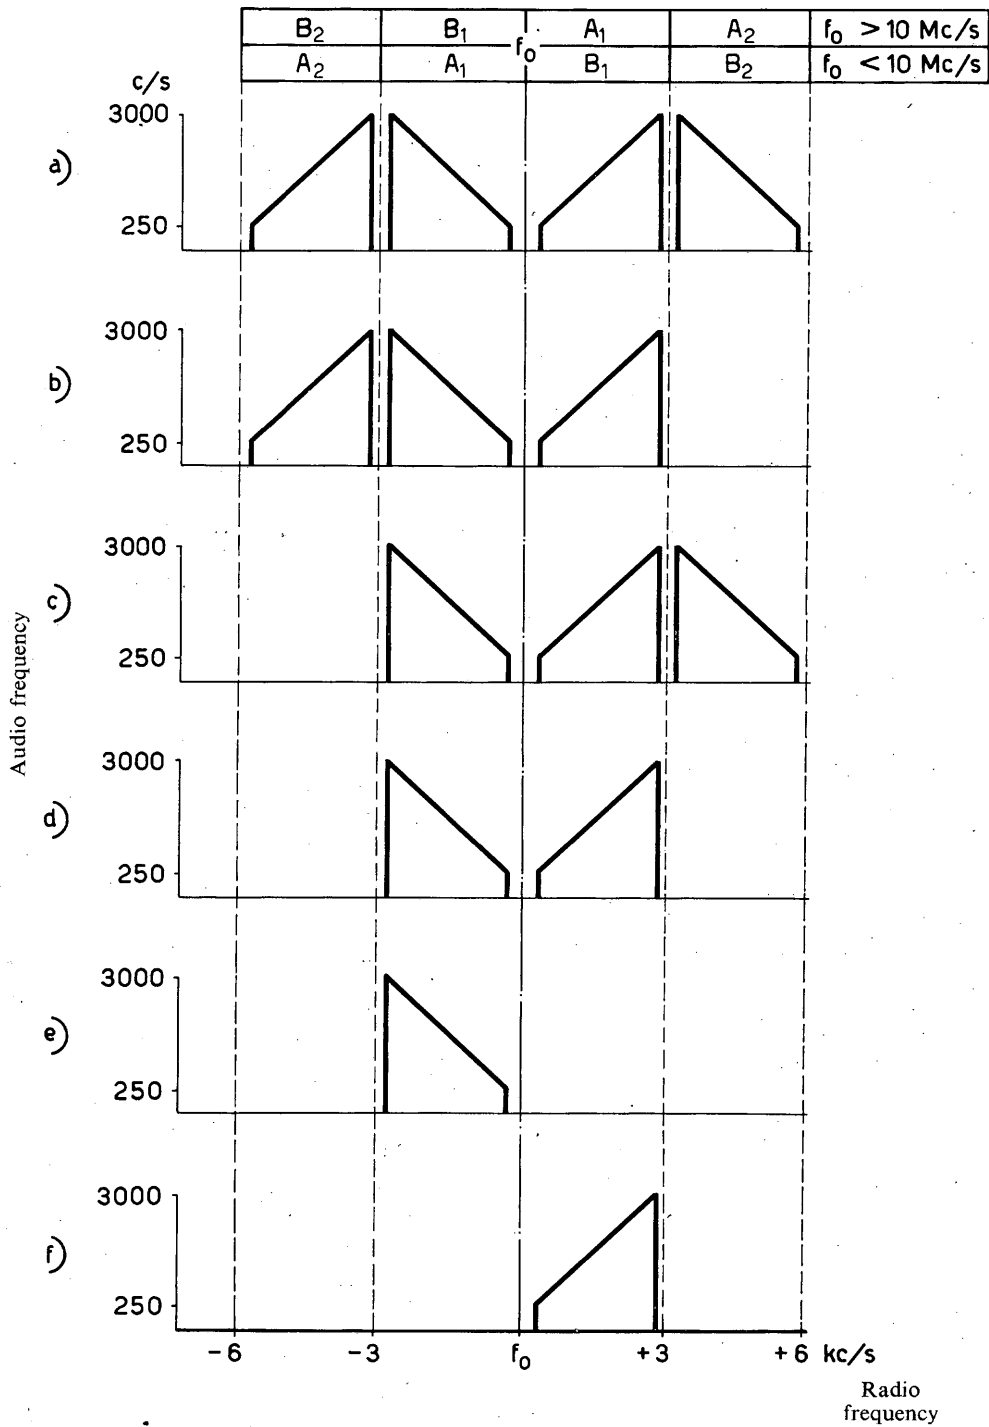 B₂ B₁ f₀ A₁ A₂ f₀ > 10 Mc/s
A₂ A₁ B₁ B₂ f₀ < 10 Mc/s
c/s
3000
a)
250
3000
b)
250
3000
c)
250
Audio frequency
3000
d)
250
3000
e)
250
3000
f)
250
-6 -3 f₀ +3 +6 kc/s
Radio
frequency